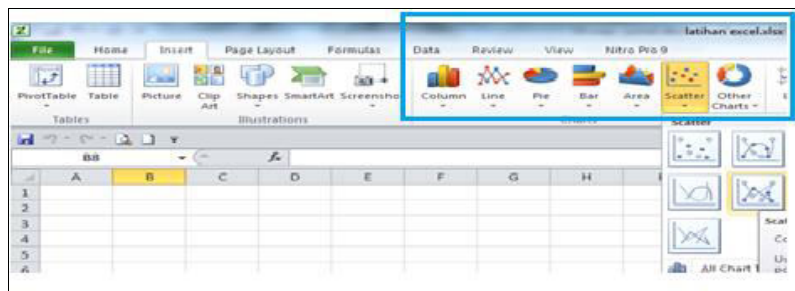 latihan excel.xlsx
File Home Insert Page Layout Formulas Data Review View Nitro Pro 9
PivotTable Table Picture Clip Art Shapes SmartArt Screensho Column Line Pie Bar Area Scatter Other Charts
Tables Illustrations Charts
Scatter
B8 fx
A B C D E F G H
1
2
3
4
5
6
All Chart T